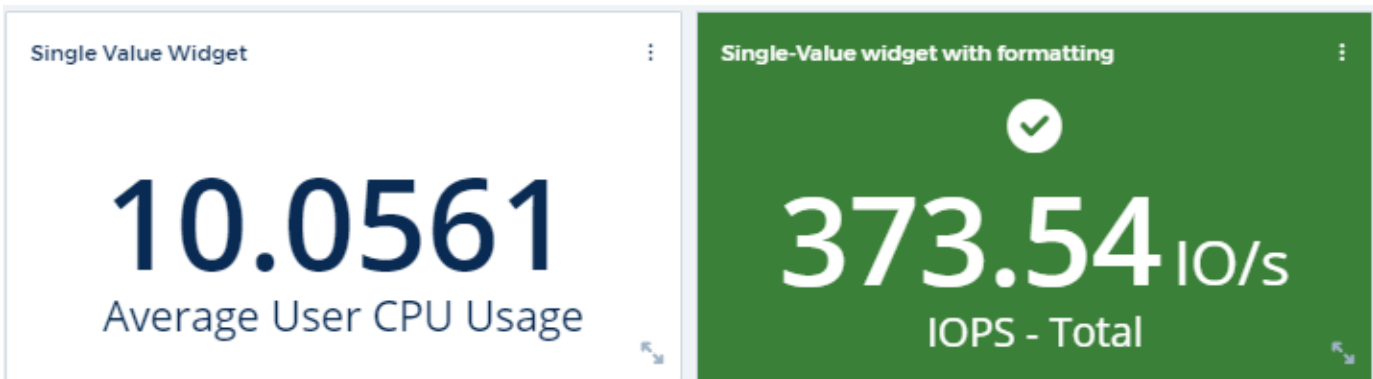 Single Value Widget
10.0561
Average User CPU Usage
Single-Value widget with formatting
373.54 IO/s
IOPS - Total